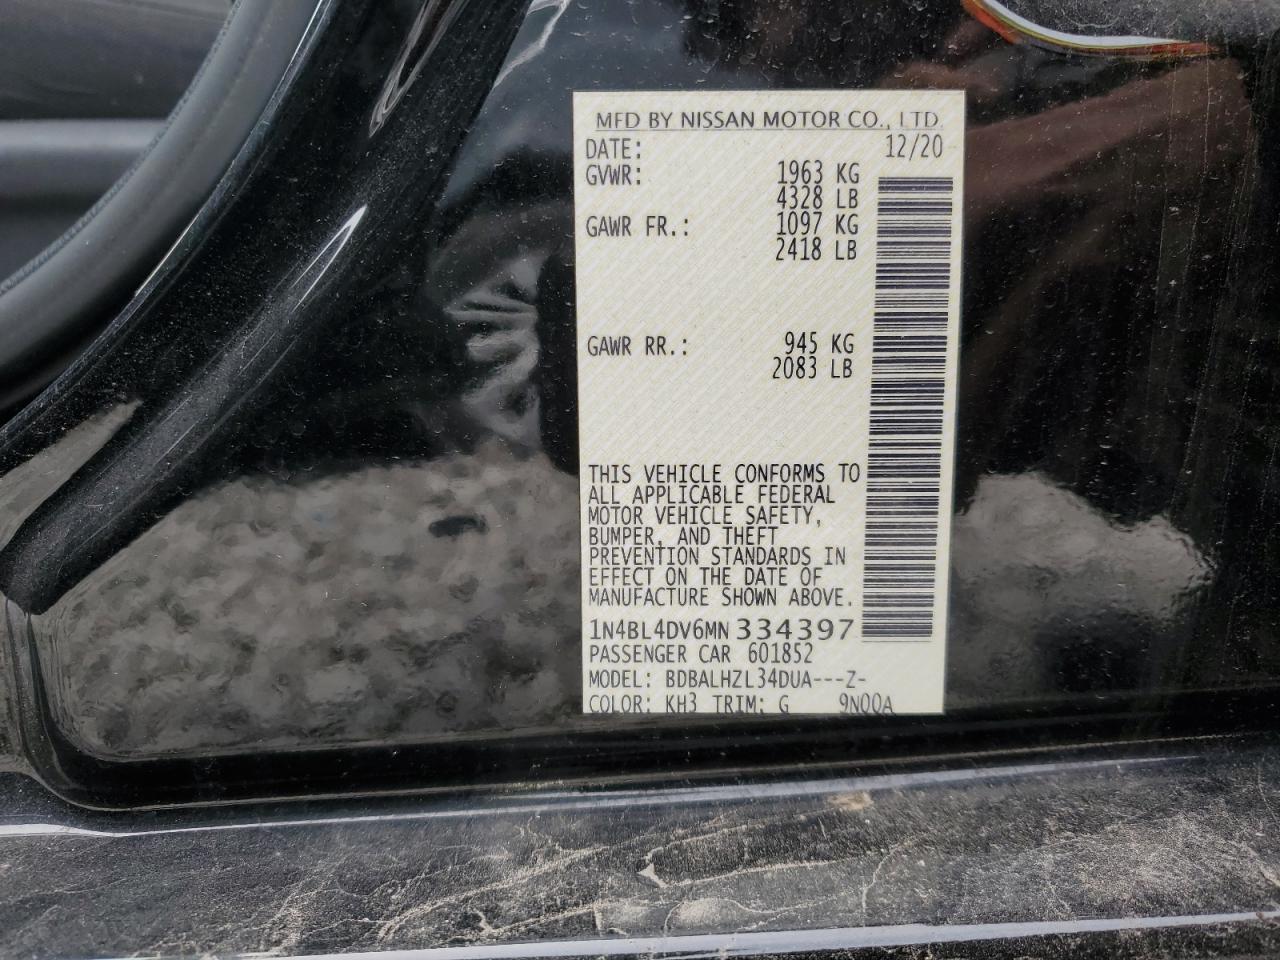 MFD BY NISSAN MOTOR CO., LTD.
DATE: 12/20
GVWR: 1963 KG
4328 LB
GAWR FR.: 1097 KG
2418 LB
GAWR RR.: 945 KG
2083 LB
THIS VEHICLE CONFORMS TO
ALL APPLICABLE FEDERAL
MOTOR VEHICLE SAFETY,
BUMPER, AND THEFT
PREVENTION STANDARDS IN
EFFECT ON THE DATE OF
MANUFACTURE SHOWN ABOVE.
1N4BL4DV6MN334397
PASSENGER CAR 601852
MODEL: BDBALHZL34DUA---Z-
COLOR: KH3 TRIM: G 9N00A